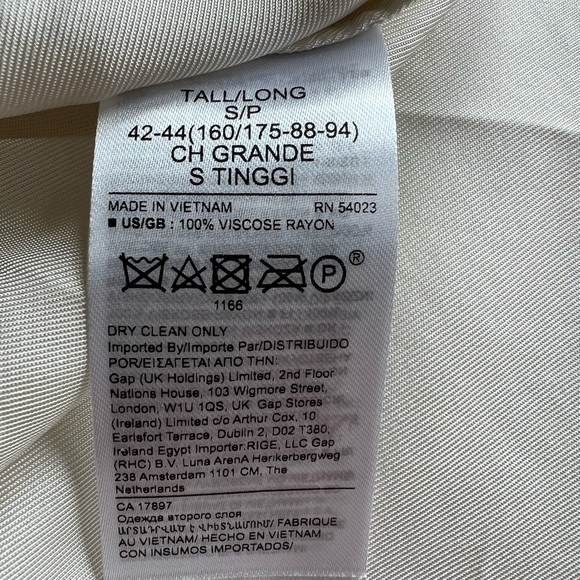 TALL/LONG
S/P
42-44(160/175-88-94)
CH GRANDE
S TINGGI
MADE IN VIETNAM RN 54023
■ US/GB : 100% VISCOSE RAYON
P ®
1166
DRY CLEAN ONLY
Imported By/Importe Par/DISTRIBUIDO
POR/ΕΙΣΑΓΕΤΑΙ ΑΠΟ ΤΗΝ:
Gap (UK Holdings) Limited, 2nd Floor
Nations House, 103 Wigmore Street,
London, W1U 1QS, UK Gap Stores
(Ireland) Limited c/o Arthur Cox, 10
Earlsfort Terrace, Dublin 2, D02 T380,
Ireland Egypt Importer:RIGE, LLC Gap
(RHC) B.V. Luna ArenA Herikerbergweg
238 Amsterdam 1101 CM, The
Netherlands
CA 17897
Одежда второго слоя
ԱՐՏԱԴՐՎԱԾ Է ՎԻԵՏՆԱՄՈՒՄ/ FABRIQUE
AU VIETNAM/ HECHO EN VIETNAM
CON INSUMOS IMPORTADOS/